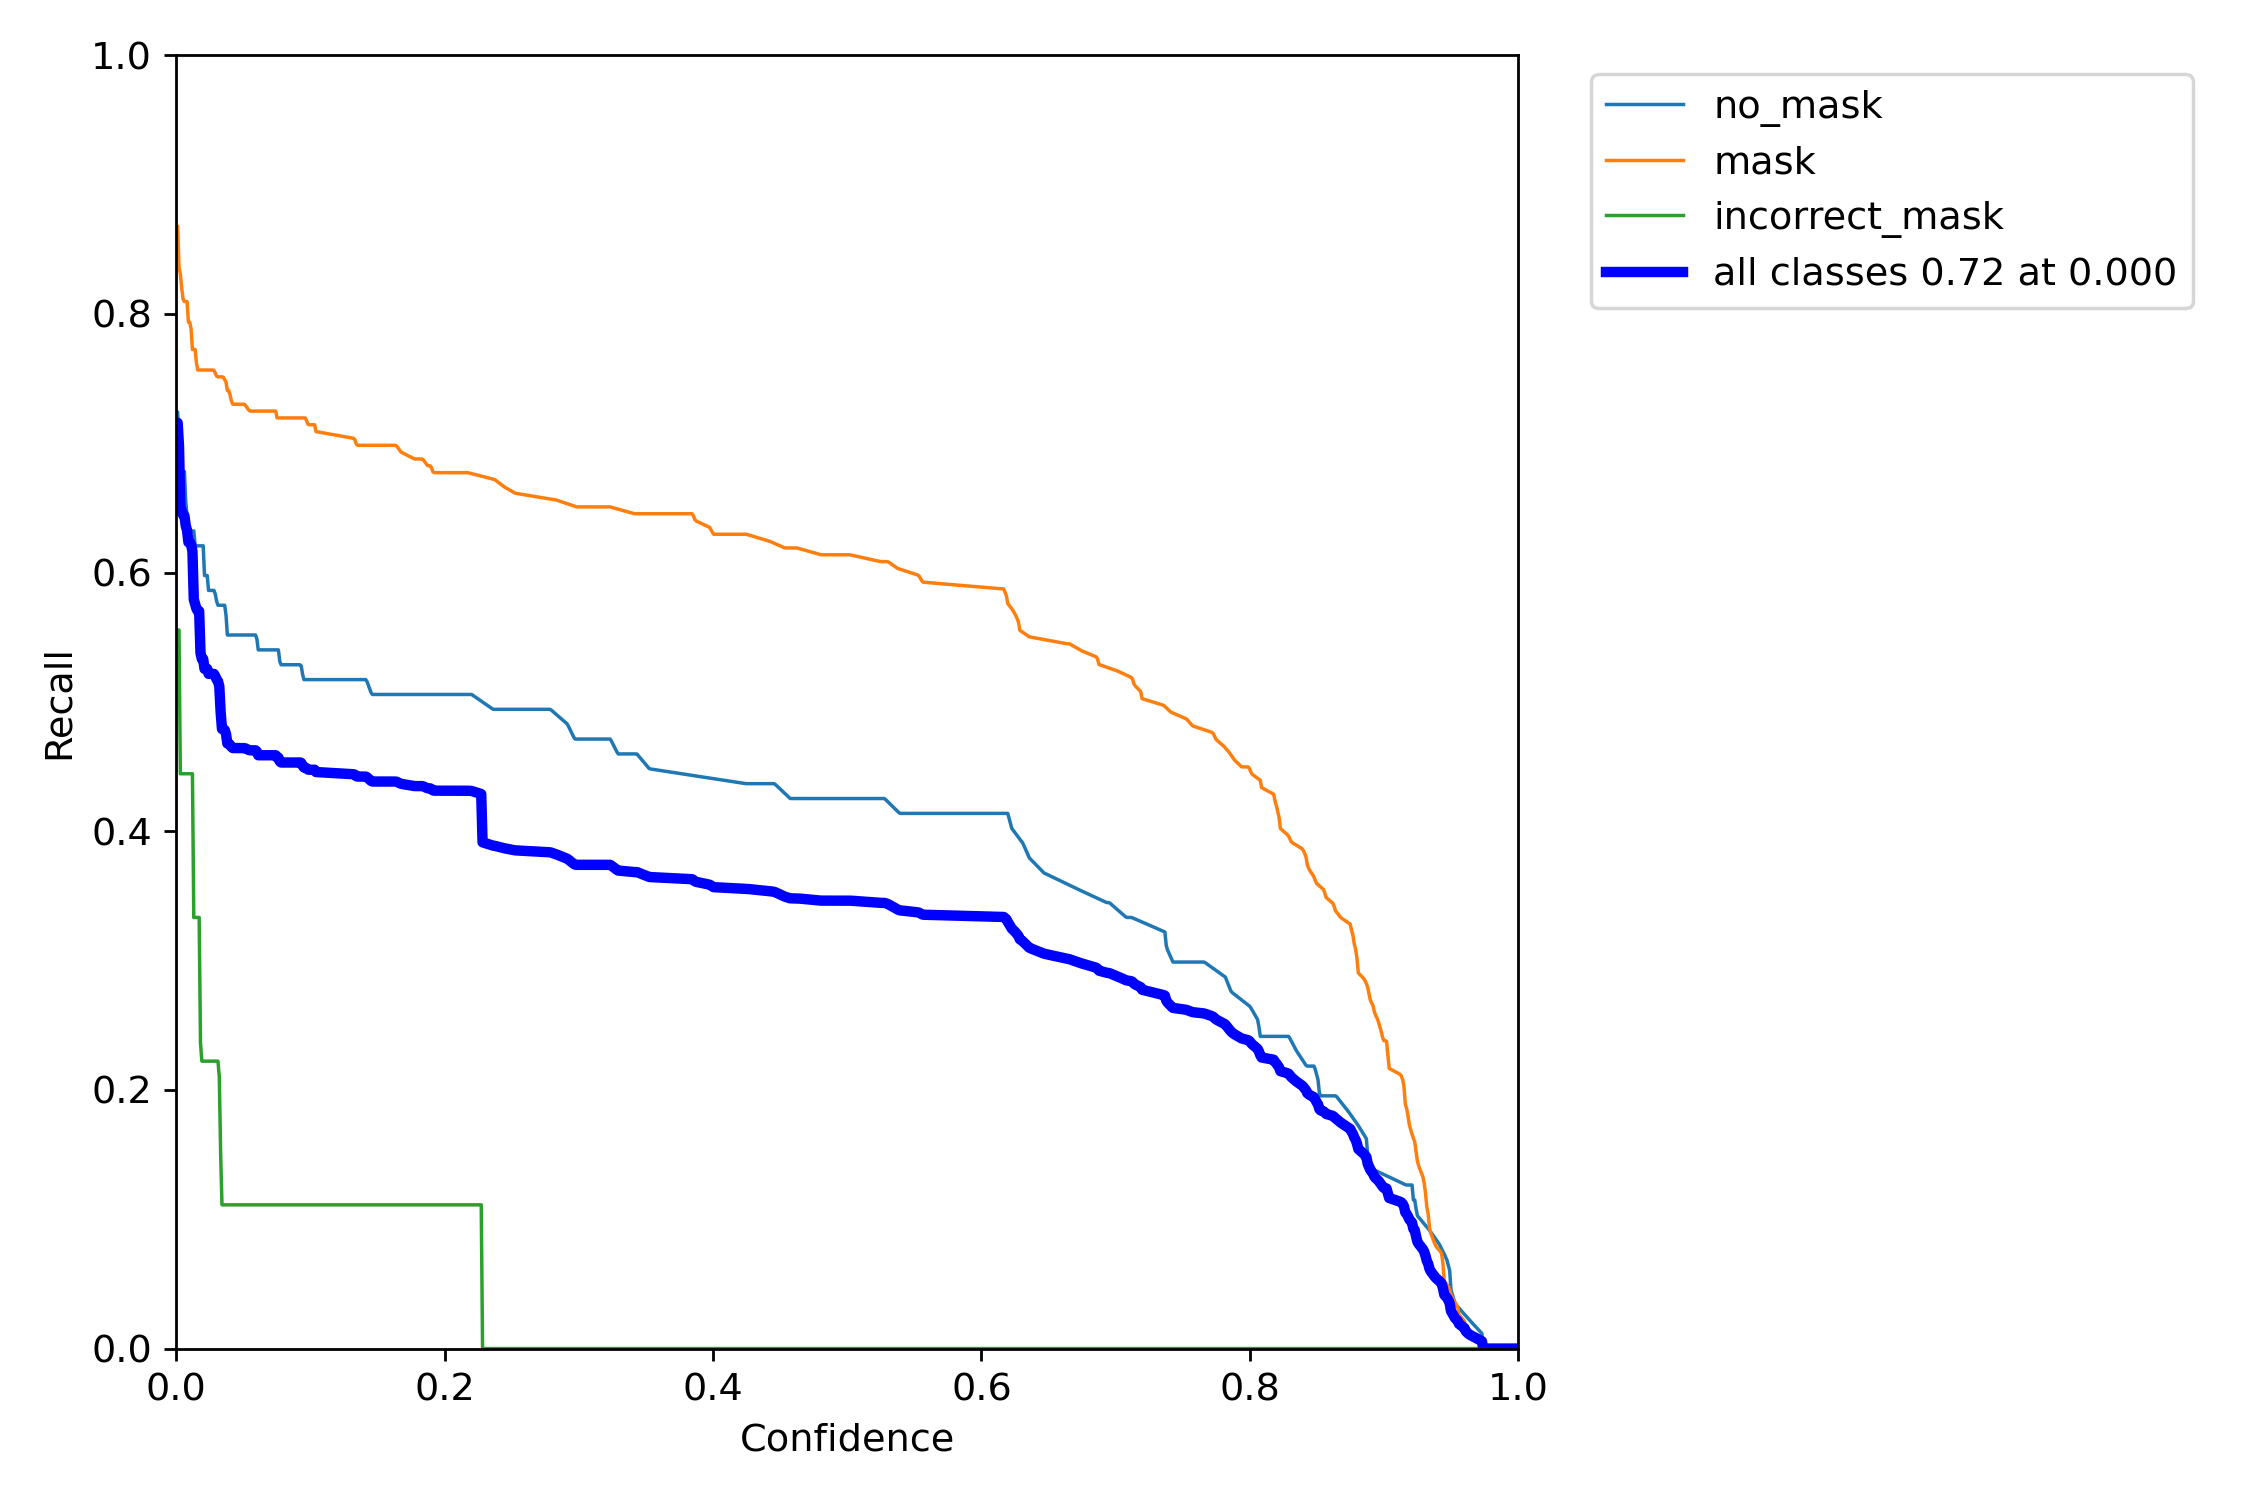 1.0
0.8
0.6
0.4
0.2
0.0
Recall
0.0 0.2 0.4 0.6 0.8 1.0
Confidence
no_mask
mask
incorrect_mask
all classes 0.72 at 0.000